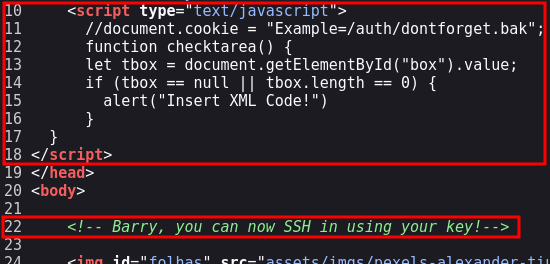 10 <script type="text/javascript">
11 //document.cookie = "Example=/auth/dontforget.bak";
12 function checktarea() {
13 let tbox = document.getElementById("box").value;
14 if (tbox == null || tbox.length == 0) {
15 alert("Insert XML Code!")
16 }
17 }
18 </script>
19 </head>
20 <body>
21
22 <!-- Barry, you can now SSH in using your key!-->
23
24 <img id="folhas" src="assets/imgs/pexels-alexander-